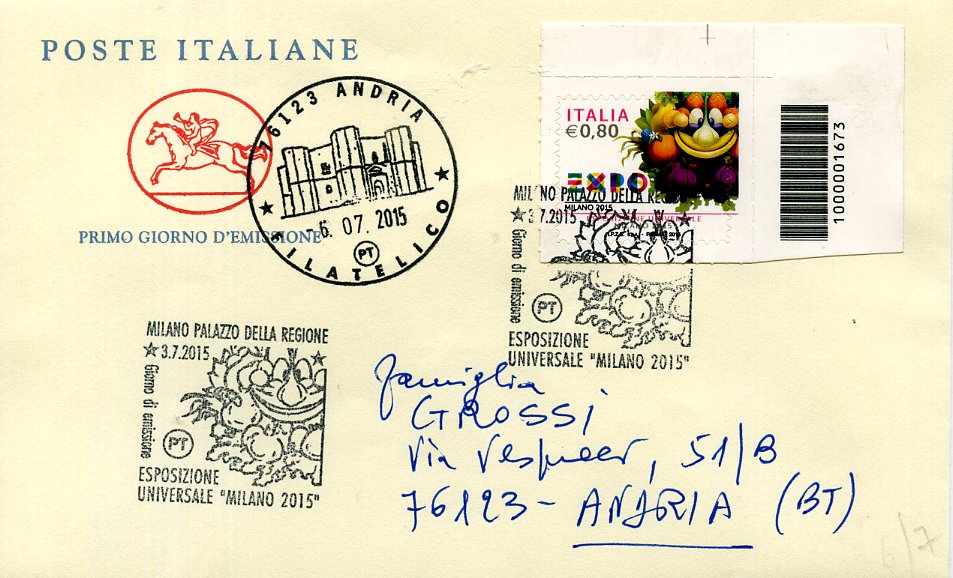 POSTE ITALIANE
PRIMO GIORNO D'EMISSIONE
76123 ANDRIA
6.07.2015
PT
FILATELICO
ITALIA
€0,80
EXPO
MILANO 2015
1000001673
MILANO PALAZZO DELLA REGIONE
3.7.2015
Giorno di emissione
PT
ESPOSIZIONE
UNIVERSALE "MILANO 2015"
MILANO PALAZZO DELLA REGIONE
3.7.2015
Giorno di emissione
PT
ESPOSIZIONE
UNIVERSALE "MILANO 2015"
famiglia
GROSSI
Via Vespucci, 51/B
76123 - ANDRIA (BT)
6/7